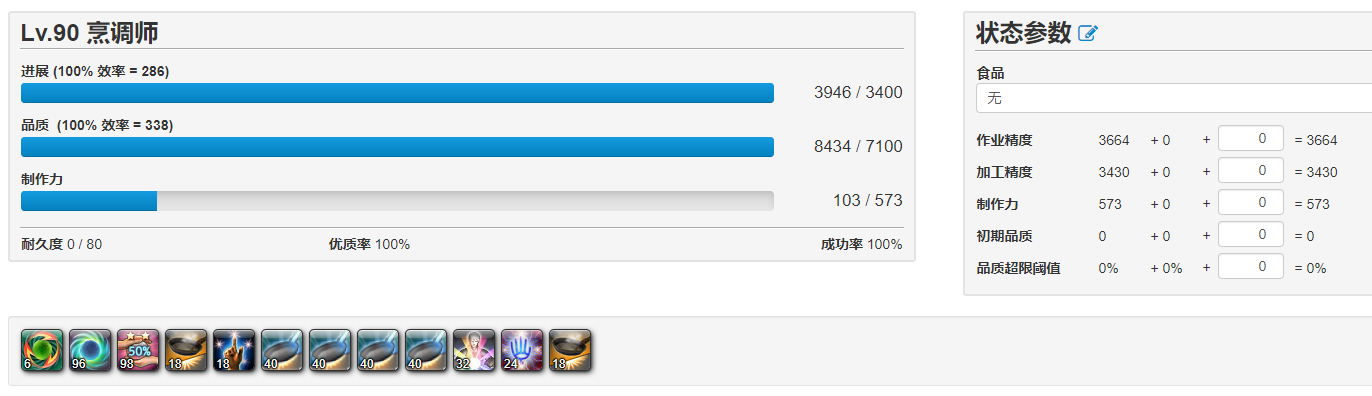 Lv.90 烹调师
进展 (100% 效率 = 286)
3946 / 3400
品质 (100% 效率 = 338)
8434 / 7100
制作力
103 / 573
耐久度 0 / 80 优质率 100% 成功率 100%
状态参数
食品
无
作业精度 3664 + 0 + 0 = 3664
加工精度 3430 + 0 + 0 = 3430
制作力 573 + 0 + 0 = 573
初期品质 0 + 0 + 0 = 0
品质超限阈值 0% + 0% + 0 = 0%
6 96 50% 98 18 18 40 40 40 40 32 24 18